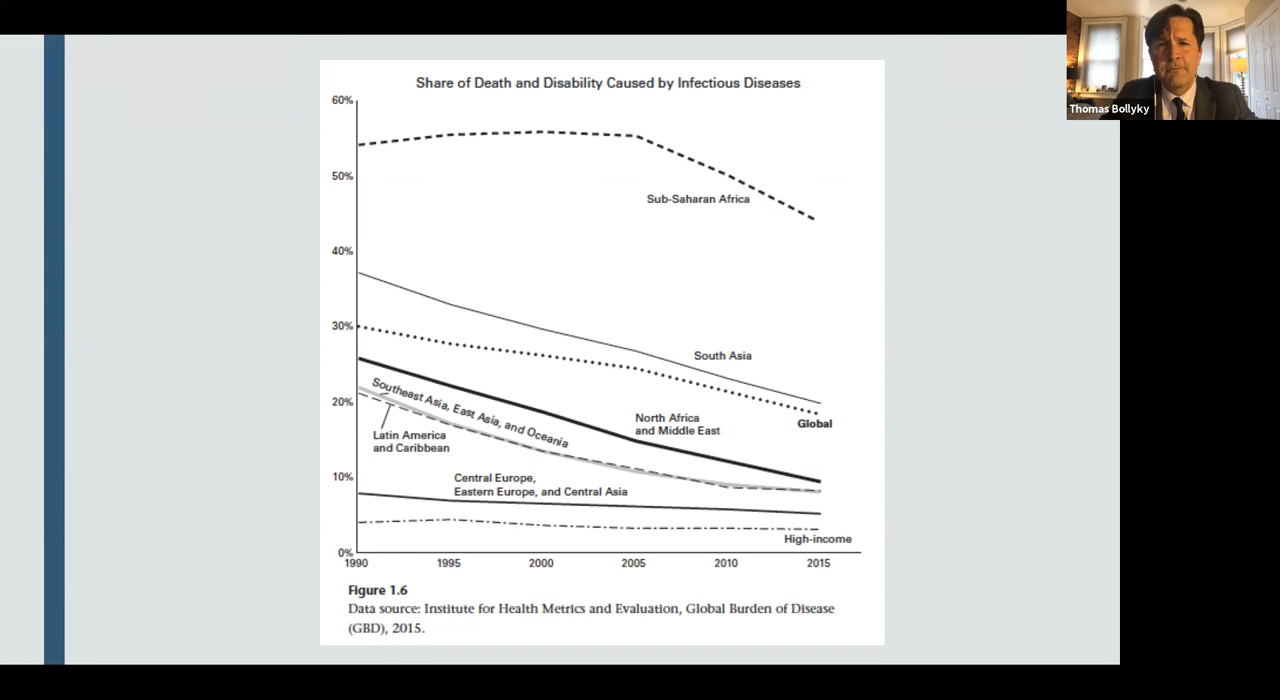 Thomas Bollyky
Share of Death and Disability Caused by Infectious Diseases
60%
50%
40%
30%
20%
10%
0%
Sub-Saharan Africa
South Asia
Global
North Africa
and Middle East
Southeast Asia, East Asia, and Oceania
Latin America
and Caribbean
Central Europe,
Eastern Europe, and Central Asia
High-income
1990 1995 2000 2005 2010 2015
Figure 1.6
Data source: Institute for Health Metrics and Evaluation, Global Burden of Disease
(GBD), 2015.